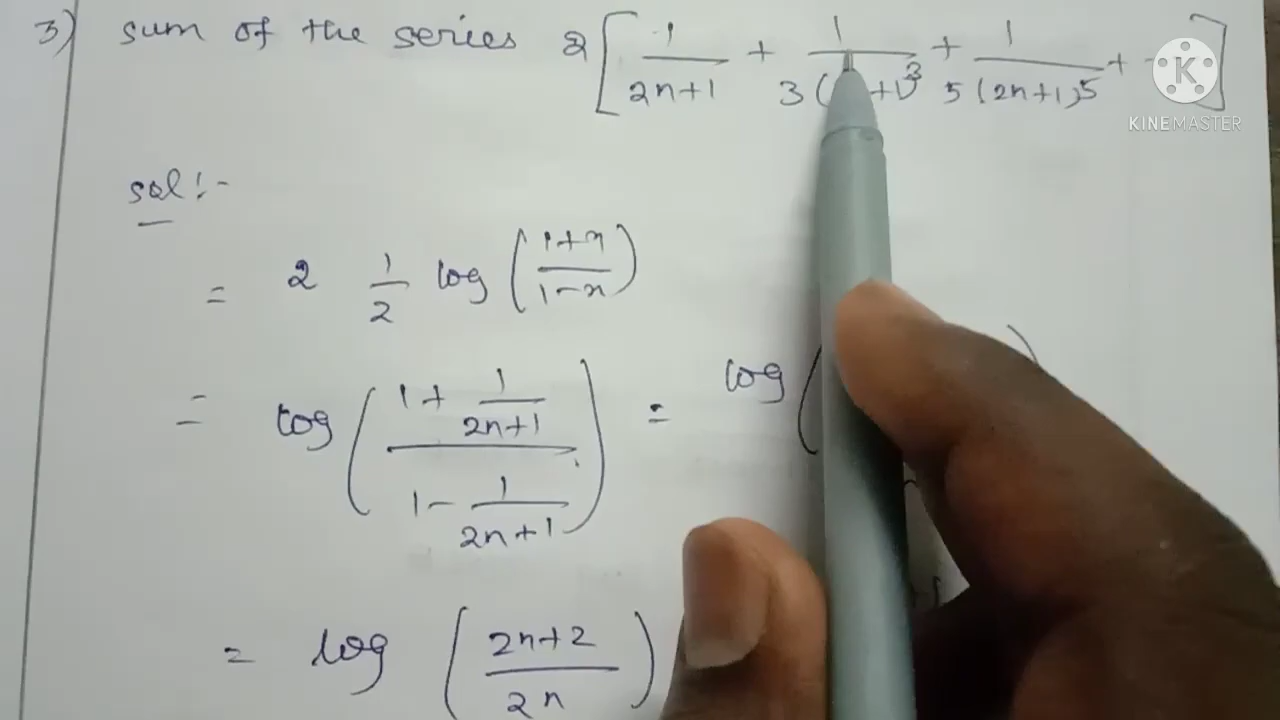 3) sum of the series 2 [ 1/(2n+1) + 1/3( +1)^3 + 1/5(2n+1)^5 + ]
K
KINEMASTER
sol:-
= 2 1/2 log ( (1+x)/(1-x) )
= log ( (1 + 1/(2n+1)) / (1 - 1/(2n+1)) ) = log (
= log ( (2n+2)/(2n) )